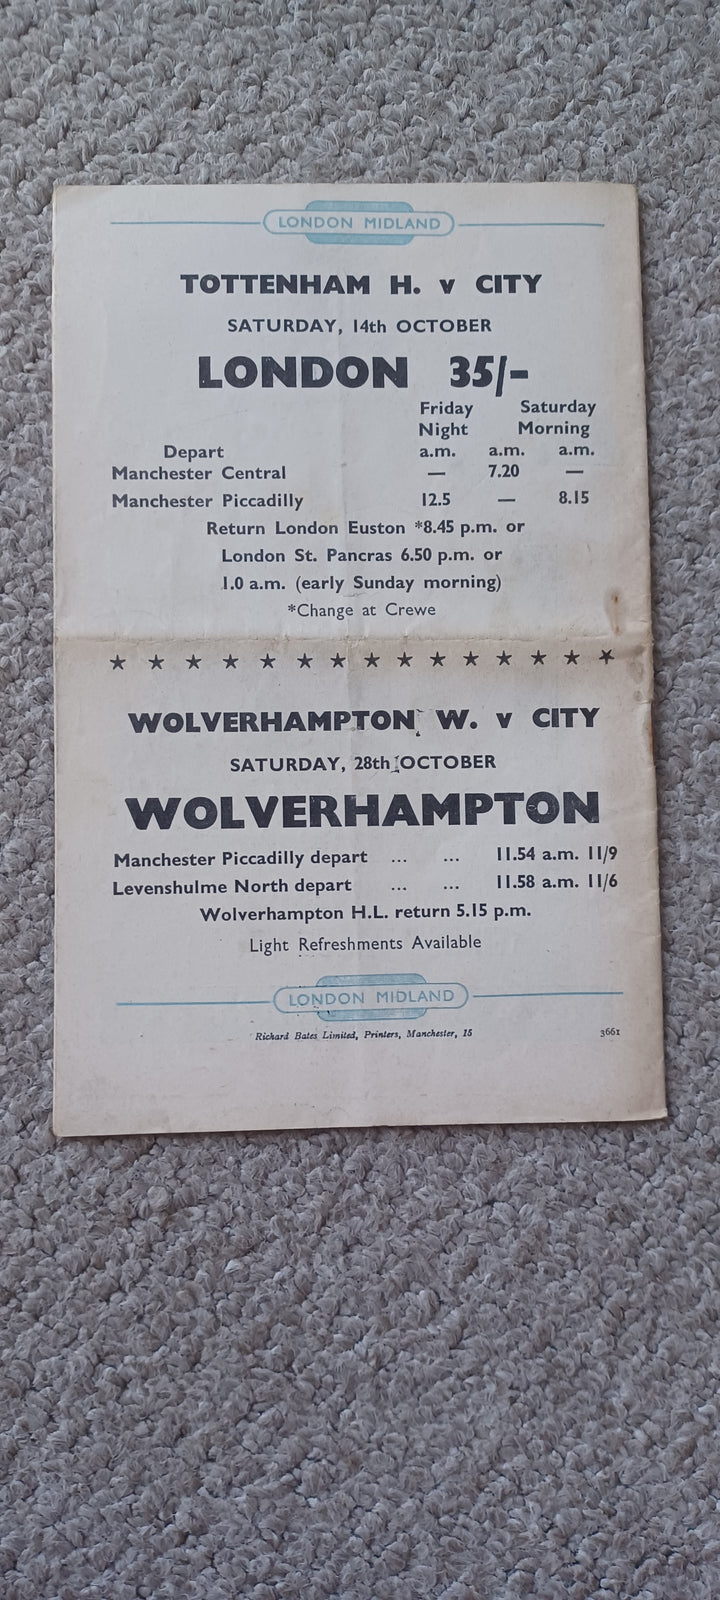 LONDON MIDLAND
TOTTENHAM H. v CITY
SATURDAY, 14th OCTOBER
LONDON 35/-
Friday Saturday
Night Morning
Depart a.m. a.m. a.m.
Manchester Central — 7.20 —
Manchester Piccadilly 12.5 — 8.15
Return London Euston *8.45 p.m. or
London St. Pancras 6.50 p.m. or
1.0 a.m. (early Sunday morning)
*Change at Crewe
WOLVERHAMPTON W. v CITY
SATURDAY, 28th OCTOBER
WOLVERHAMPTON
Manchester Piccadilly depart ... ... 11.54 a.m. 11/9
Levenshulme North depart ... ... 11.58 a.m. 11/6
Wolverhampton H.L. return 5.15 p.m.
Light Refreshments Available
LONDON MIDLAND
Richard Bates Limited, Printers, Manchester, 15 3661